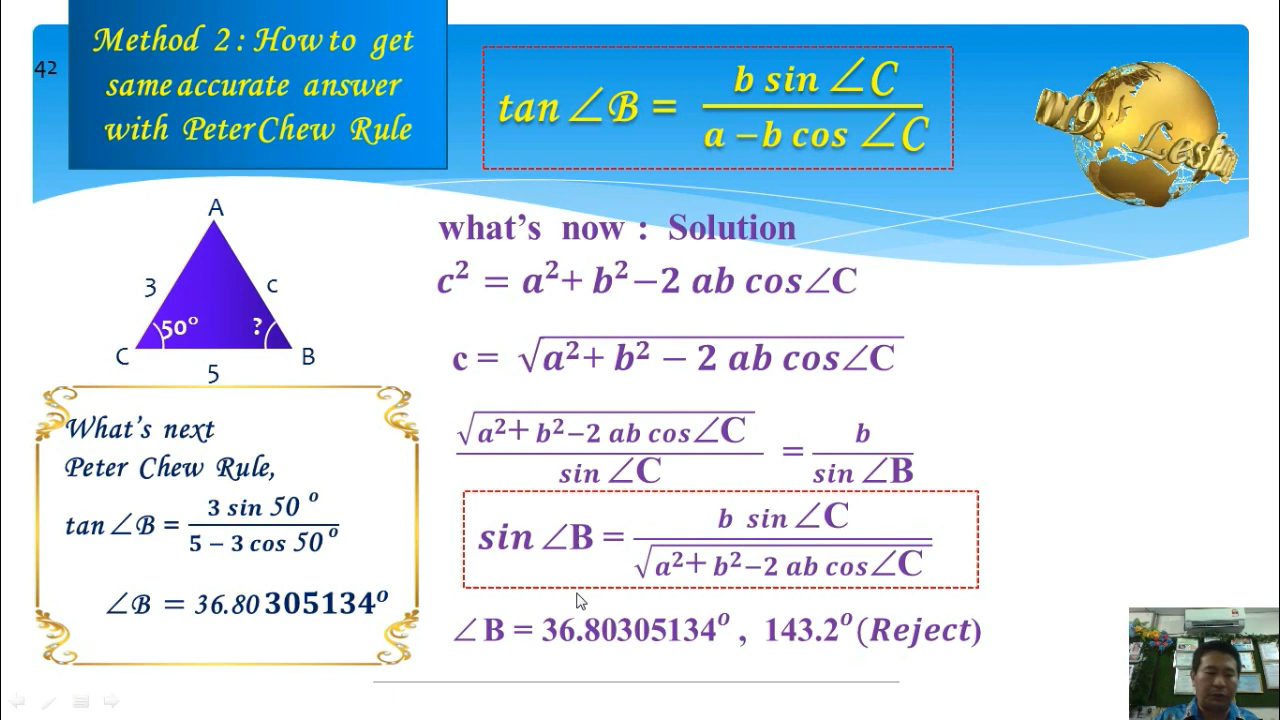 42
Method 2 : How to get
same accurate answer
with Peter Chew Rule
tan ∠B = b sin ∠C / a − b cos ∠C
A
3
c
50°
?
C
B
5
what's now : Solution
c² = a² + b² − 2 ab cos∠C
c = √(a² + b² − 2 ab cos∠C)
√(a² + b² − 2 ab cos∠C) / sin ∠C = b / sin ∠B
sin ∠B = b sin ∠C / √(a² + b² − 2 ab cos∠C)
∠B = 36.80305134° , 143.2° (Reject)
What's next
Peter Chew Rule,
tan ∠B = 3 sin 50° / 5 − 3 cos 50°
∠B = 36.80305134°